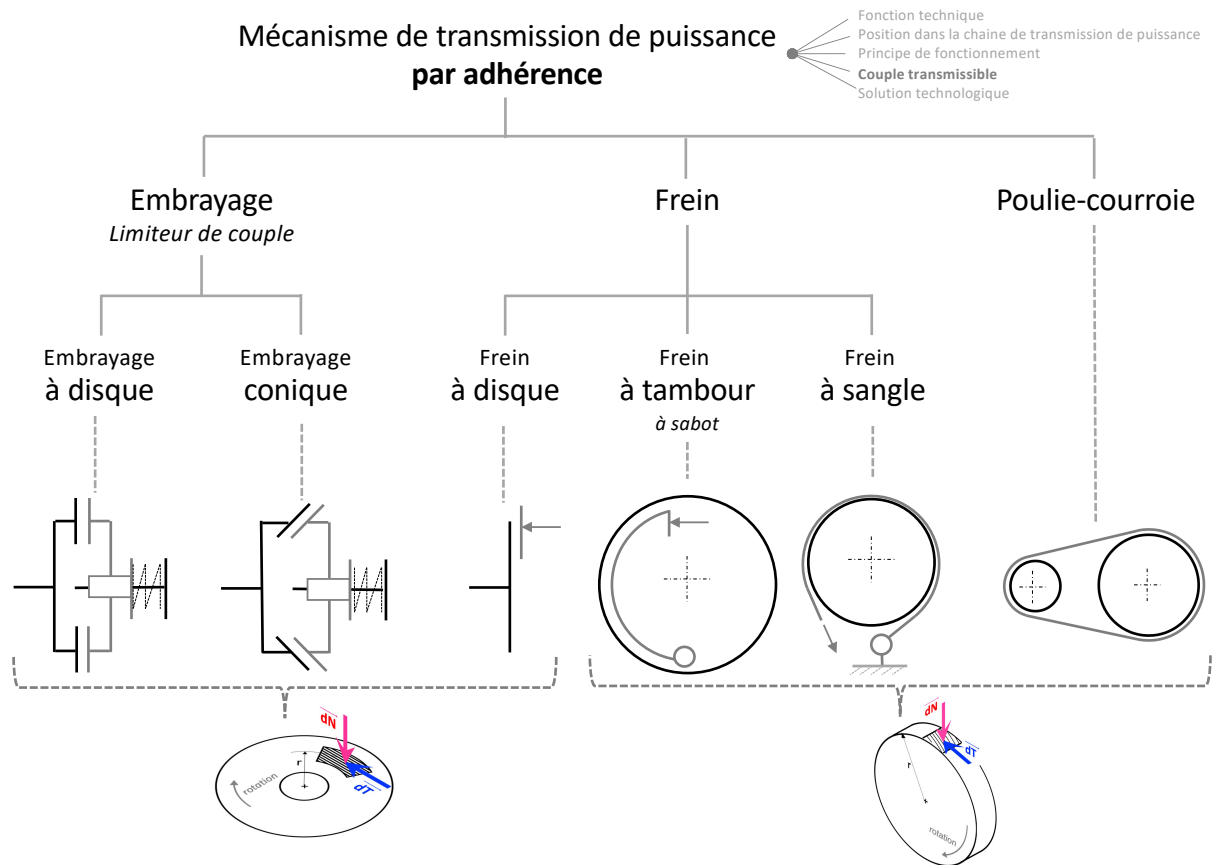 Mécanisme de transmission de puissance
par adhérence
Fonction technique
Position dans la chaine de transmission de puissance
Principe de fonctionnement
Couple transmissible
Solution technologique
Embrayage
Limiteur de couple
Frein
Poulie-courroie
Embrayage
à disque
Embrayage
conique
Frein
à disque
Frein
à tambour
à sabot
Frein
à sangle
dN
r
dT
rotation
dN
dT
r
rotation